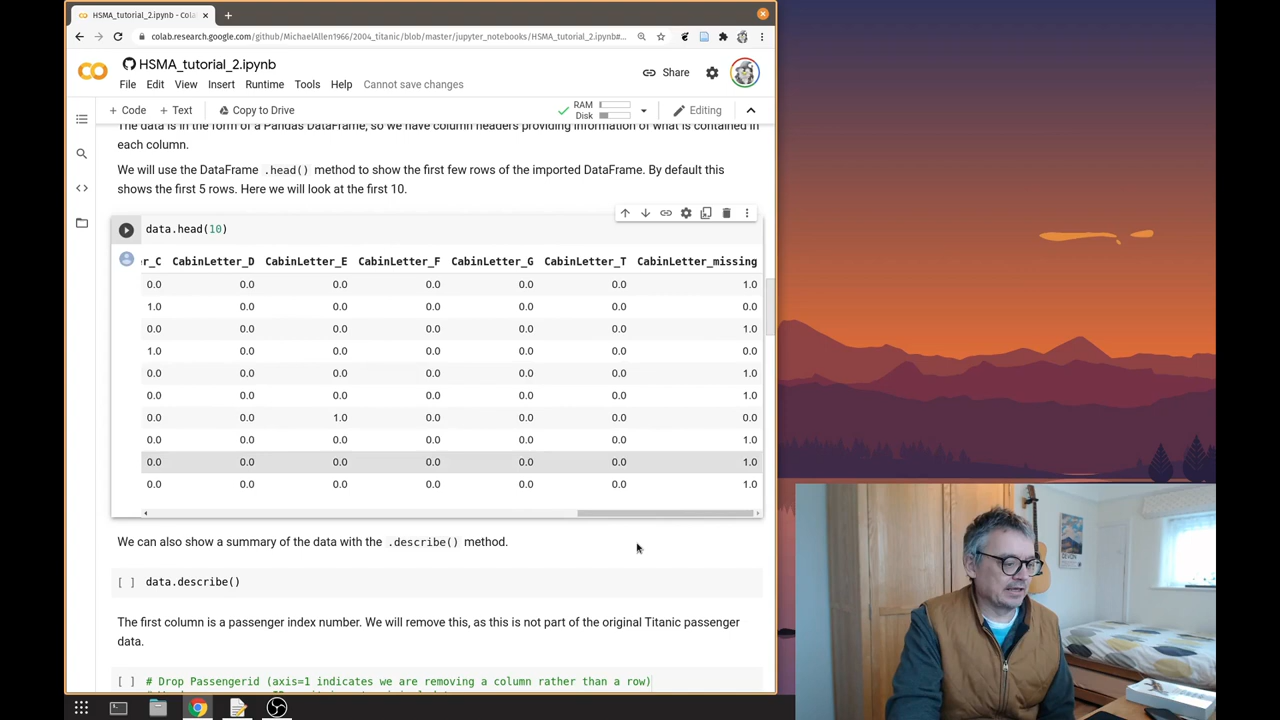 HSMA_tutorial_2.ipynb - Cola
colab.research.google.com/github/MichaelAllen1966/2004_titanic/blob/master/jupyter_notebooks/HSMA_tutorial_2.ipynb#...
HSMA_tutorial_2.ipynb
Share
File Edit View Insert Runtime Tools Help Cannot save changes
+ Code + Text Copy to Drive
RAM
Disk
Editing
The data is in the form of a Pandas DataFrame, so we have column headers providing information of what is contained in
each column.
We will use the DataFrame .head() method to show the first few rows of the imported DataFrame. By default this
shows the first 5 rows. Here we will look at the first 10.
data.head(10)
r_C CabinLetter_D CabinLetter_E CabinLetter_F CabinLetter_G CabinLetter_T CabinLetter_missing
0.0 0.0 0.0 0.0 0.0 0.0 1.0
1.0 0.0 0.0 0.0 0.0 0.0 0.0
0.0 0.0 0.0 0.0 0.0 0.0 1.0
1.0 0.0 0.0 0.0 0.0 0.0 0.0
0.0 0.0 0.0 0.0 0.0 0.0 1.0
0.0 0.0 0.0 0.0 0.0 0.0 1.0
0.0 0.0 1.0 0.0 0.0 0.0 0.0
0.0 0.0 0.0 0.0 0.0 0.0 1.0
0.0 0.0 0.0 0.0 0.0 0.0 1.0
0.0 0.0 0.0 0.0 0.0 0.0 1.0
We can also show a summary of the data with the .describe() method.
[ ] data.describe()
The first column is a passenger index number. We will remove this, as this is not part of the original Titanic passenger
data.
[ ] # Drop Passengerid (axis=1 indicates we are removing a column rather than a row)
DEVON